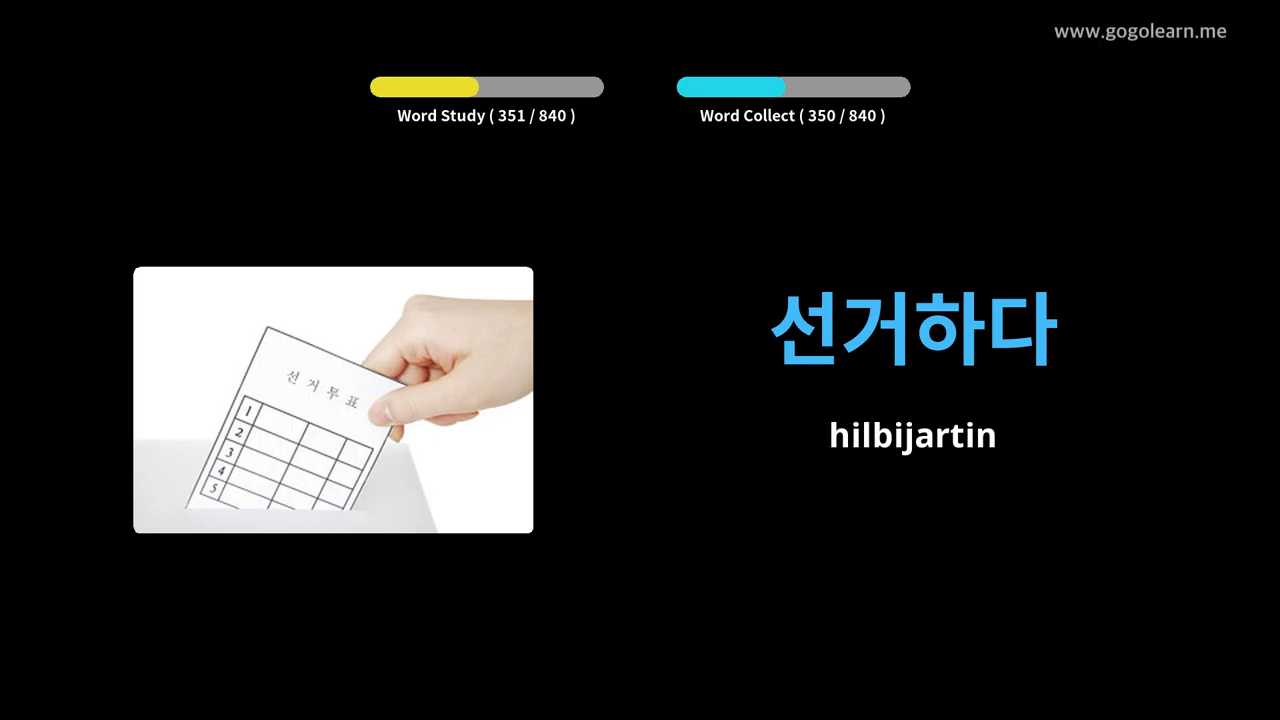 www.gogolearn.me
Word Study ( 351 / 840 )
Word Collect ( 350 / 840 )
선거투표
1
2
3
4
5
선거하다
hilbijartin